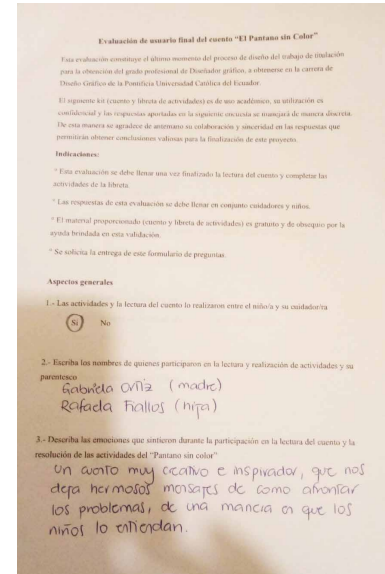 Evaluación de usuario final del cuento "El Pantano sin Color"
Esta evaluación constituye el último momento del proceso de diseño del trabajo de titulación
para la obtención del grado profesional de Diseñador gráfico, a obtenerse en la carrera de
Diseño Gráfico de la Pontificia Universidad Católica del Ecuador.
El siguiente kit (cuento y libreta de actividades) es de uso académico, su utilización es
confidencial y las respuestas aportadas en la siguiente encuesta se manejará de manera discreta.
De esta manera se agradece de antemano su colaboración y sinceridad en las respuestas que
permitirán obtener conclusiones valiosas para la finalización de este proyecto.
Indicaciones:
* Esta evaluación se debe llenar una vez finalizado la lectura del cuento y completar las
actividades de la libreta.
* Las respuestas de esta evaluación se debe llenar en conjunto cuidadores y niños.
* El material proporcionado (cuento y libreta de actividades) es gratuito y de obsequio por la
ayuda brindada en esta validación.
* Se solicita la entrega de este formulario de preguntas.
Aspectos generales
1.- Las actividades y la lectura del cuento lo realizaron entre el niño/a y su cuidador/ra
Si No
2.- Escriba los nombres de quienes participaron en la lectura y realización de actividades y su
parentesco
Gabriela Ortiz (madre)
Rafaela Fiallos (hija)
3.- Describa las emociones que sintieron durante la participación en la lectura del cuento y la
resolución de las actividades del "Pantano sin color"
Un cuento muy creativo e inspirador, que nos
deja hermosos mensajes de como afrontar
los problemas, de una manera en que los
niños lo entiendan.